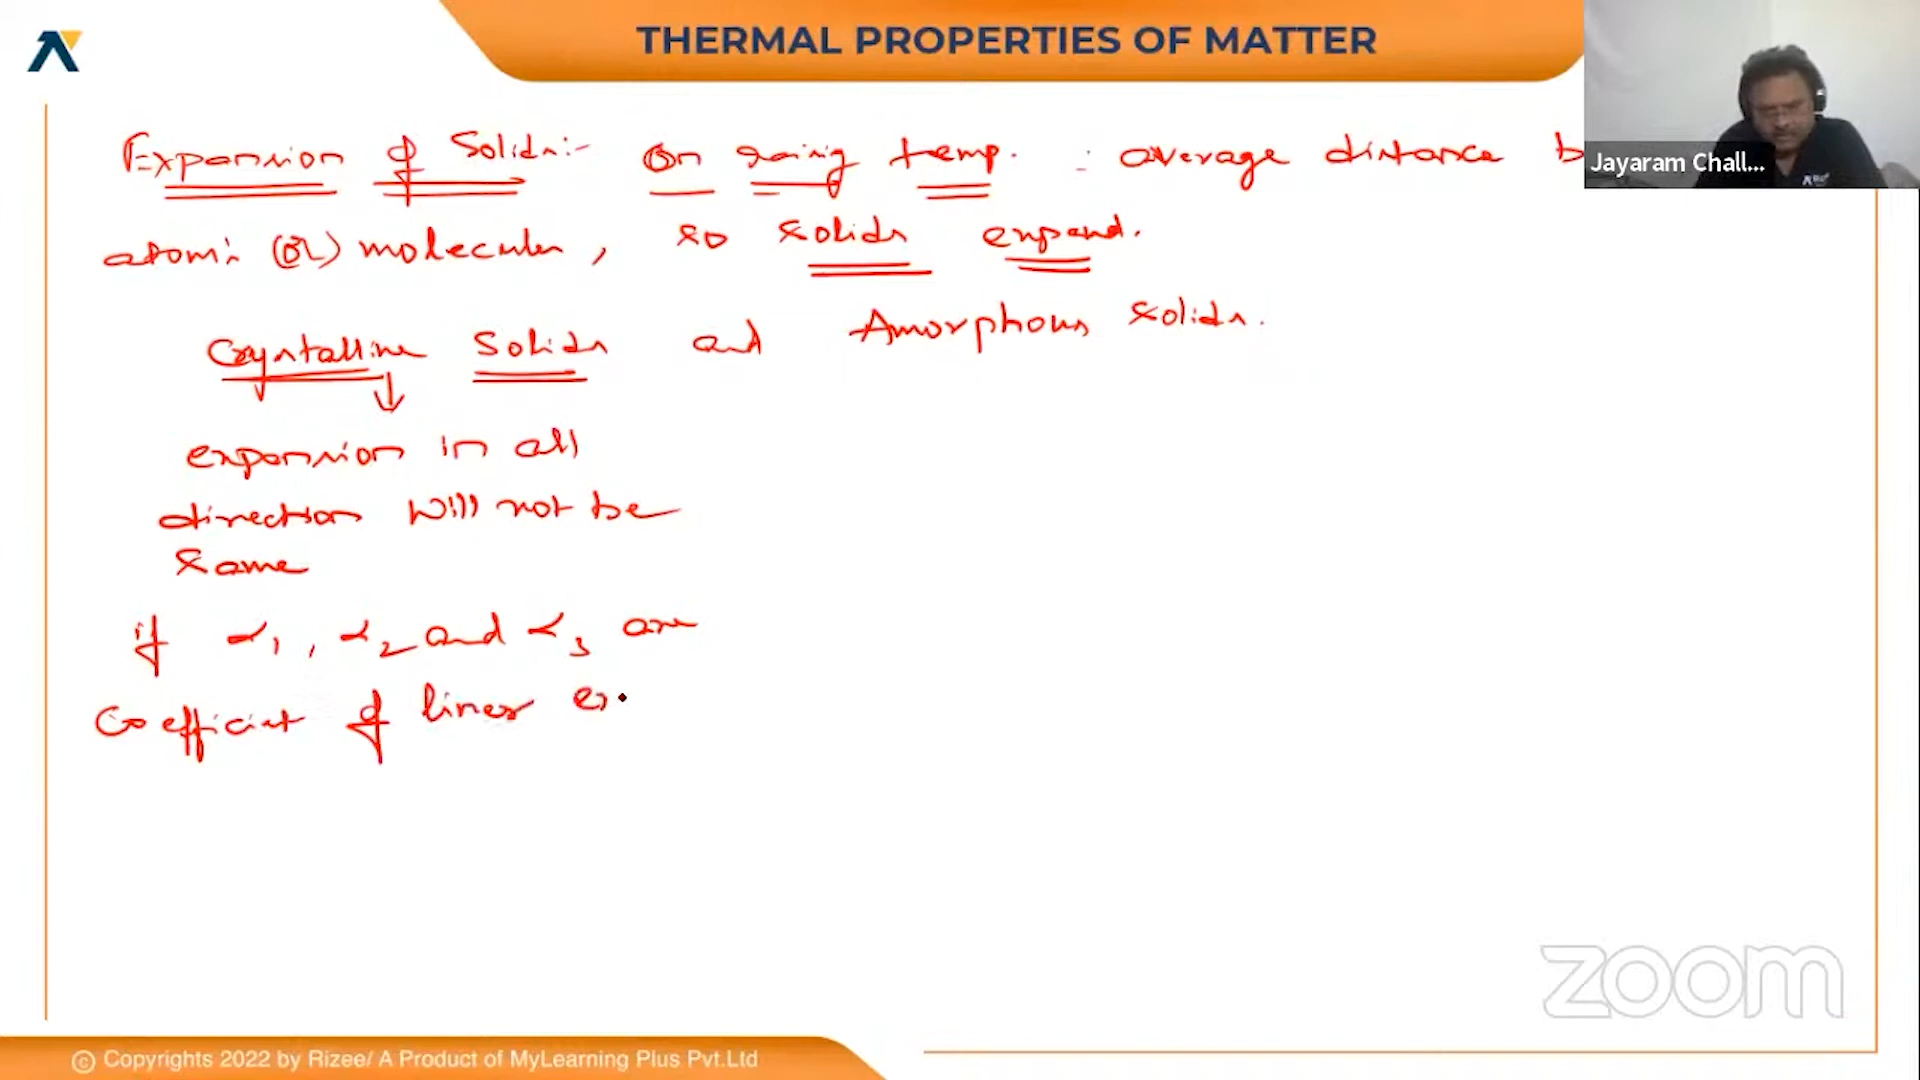 THERMAL PROPERTIES OF MATTER
Jayaram Chall...
Expansion of Solids:- On raising temp. : average distance b
atoms (or) molecules, so solids expand.
Crystalline Solids and Amorphous solids.
expansion in all
direction will not be
same
if α1, α2 and α3 are
Coefficient of linear ex
zoom
© Copyrights 2022 by Rizee/ A Product of MyLearning Plus Pvt.Ltd